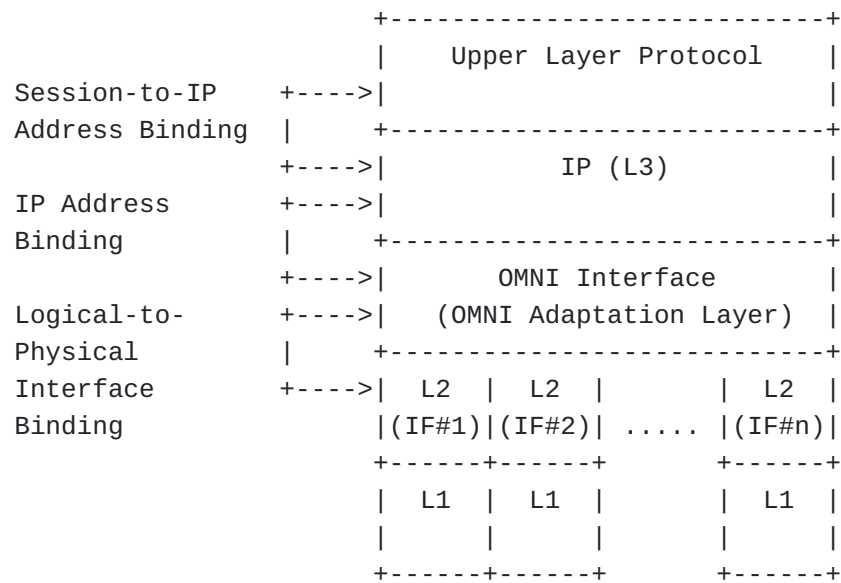 +----------------------------+
                     |    Upper Layer Protocol    |
Session-to-IP   +---->|                            |
Address Binding  |    +----------------------------+
                +---->|           IP (L3)          |
IP Address      +---->|                            |
Binding          |    +----------------------------+
                +---->|       OMNI Interface       |
Logical-to-     +---->|   (OMNI Adaptation Layer)  |
Physical         |    +----------------------------+
Interface       +---->|  L2  |  L2  |       |  L2  |
Binding               |(IF#1)|(IF#2)| ..... |(IF#n)|
                      +------+------+       +------+
                      |  L1  |  L1  |       |  L1  |
                      |      |      |       |      |
                      +------+------+       +------+